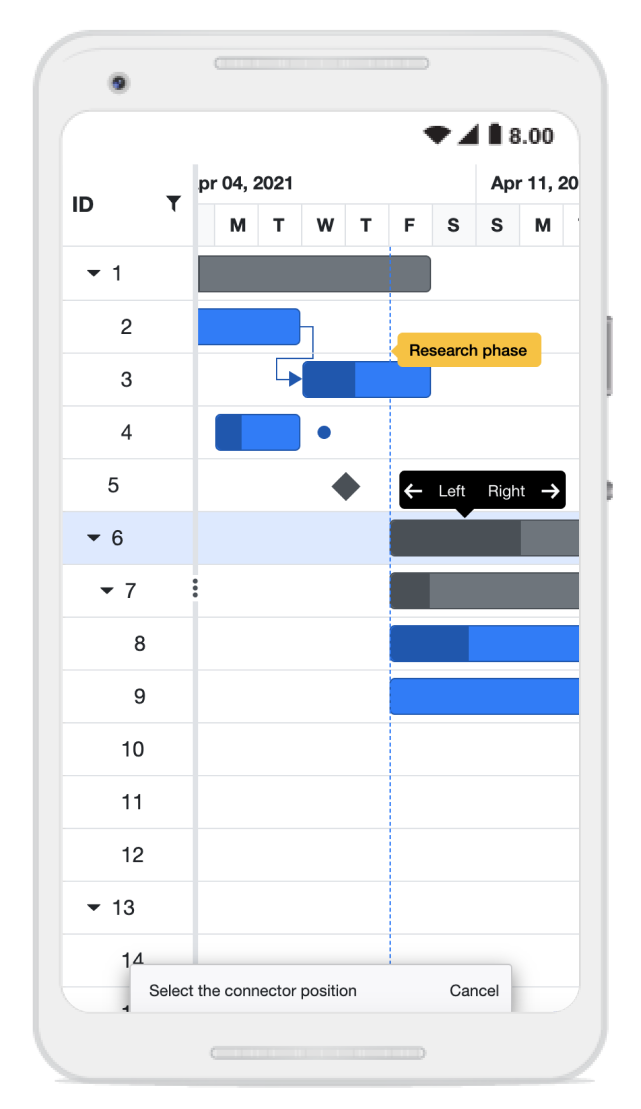 8.00
ID
pr 04, 2021
Apr 11, 20
M T W T F S S M
1
2
Research phase
3
4
5
Left Right
6
7
8
9
10
11
12
13
14
Select the connector position Cancel